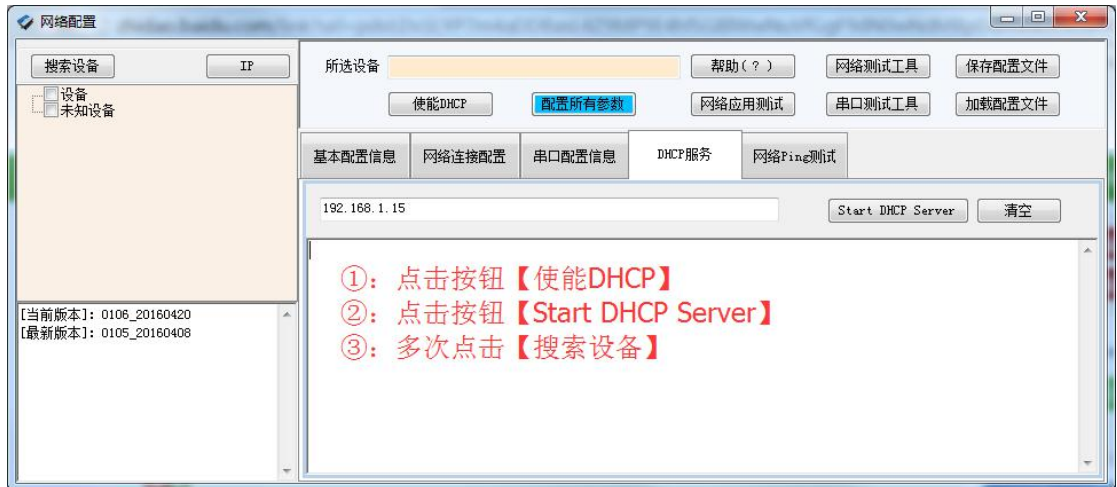 网络配置
搜索设备
IP
设备
未知设备
[当前版本]: 0106_20160420
[最新版本]: 0105_20160408
所选设备
帮助(?)
网络测试工具
保存配置文件
使能DHCP
配置所有参数
网络应用测试
串口测试工具
加载配置文件
基本配置信息
网络连接配置
串口配置信息
DHCP服务
网络Ping测试
192.168.1.15
Start DHCP Server
清空
①：点击按钮【使能DHCP】
②：点击按钮【Start DHCP Server】
③：多次点击【搜索设备】